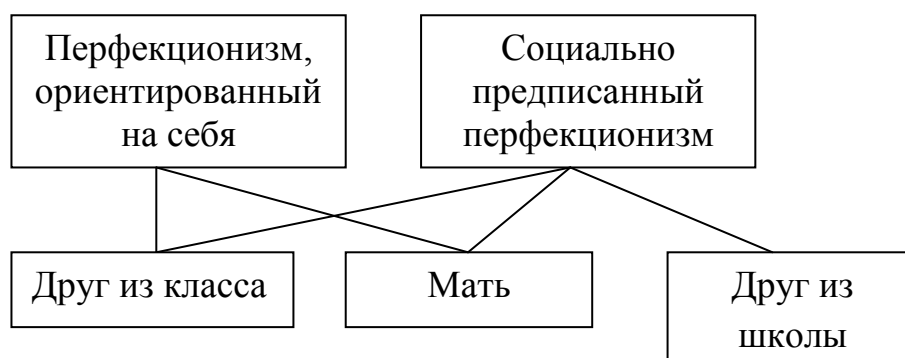 Перфекционизм,
ориентированный
на себя
Социально
предписанный
перфекционизм
Друг из класса
Мать
Друг из
школы